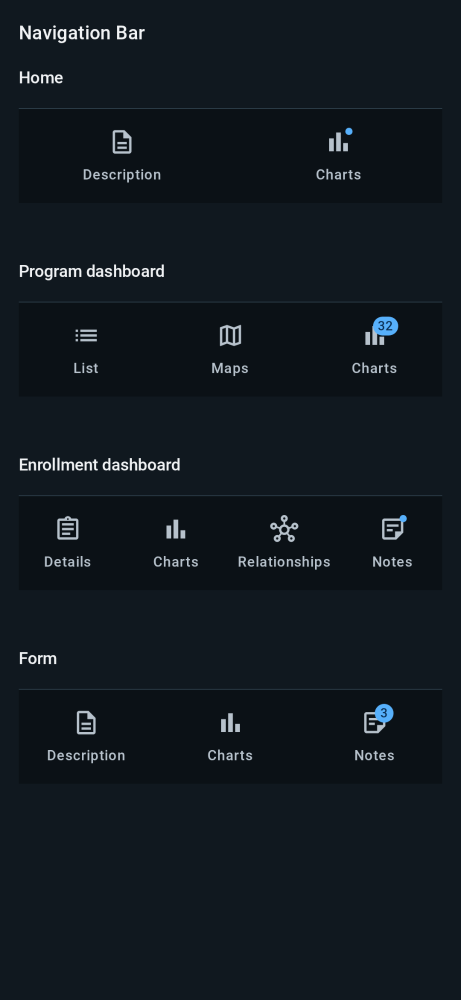 Navigation Bar
Home
Description Charts
Program dashboard
32
List Maps Charts
Enrollment dashboard
Details Charts Relationships Notes
Form
3
Description Charts Notes